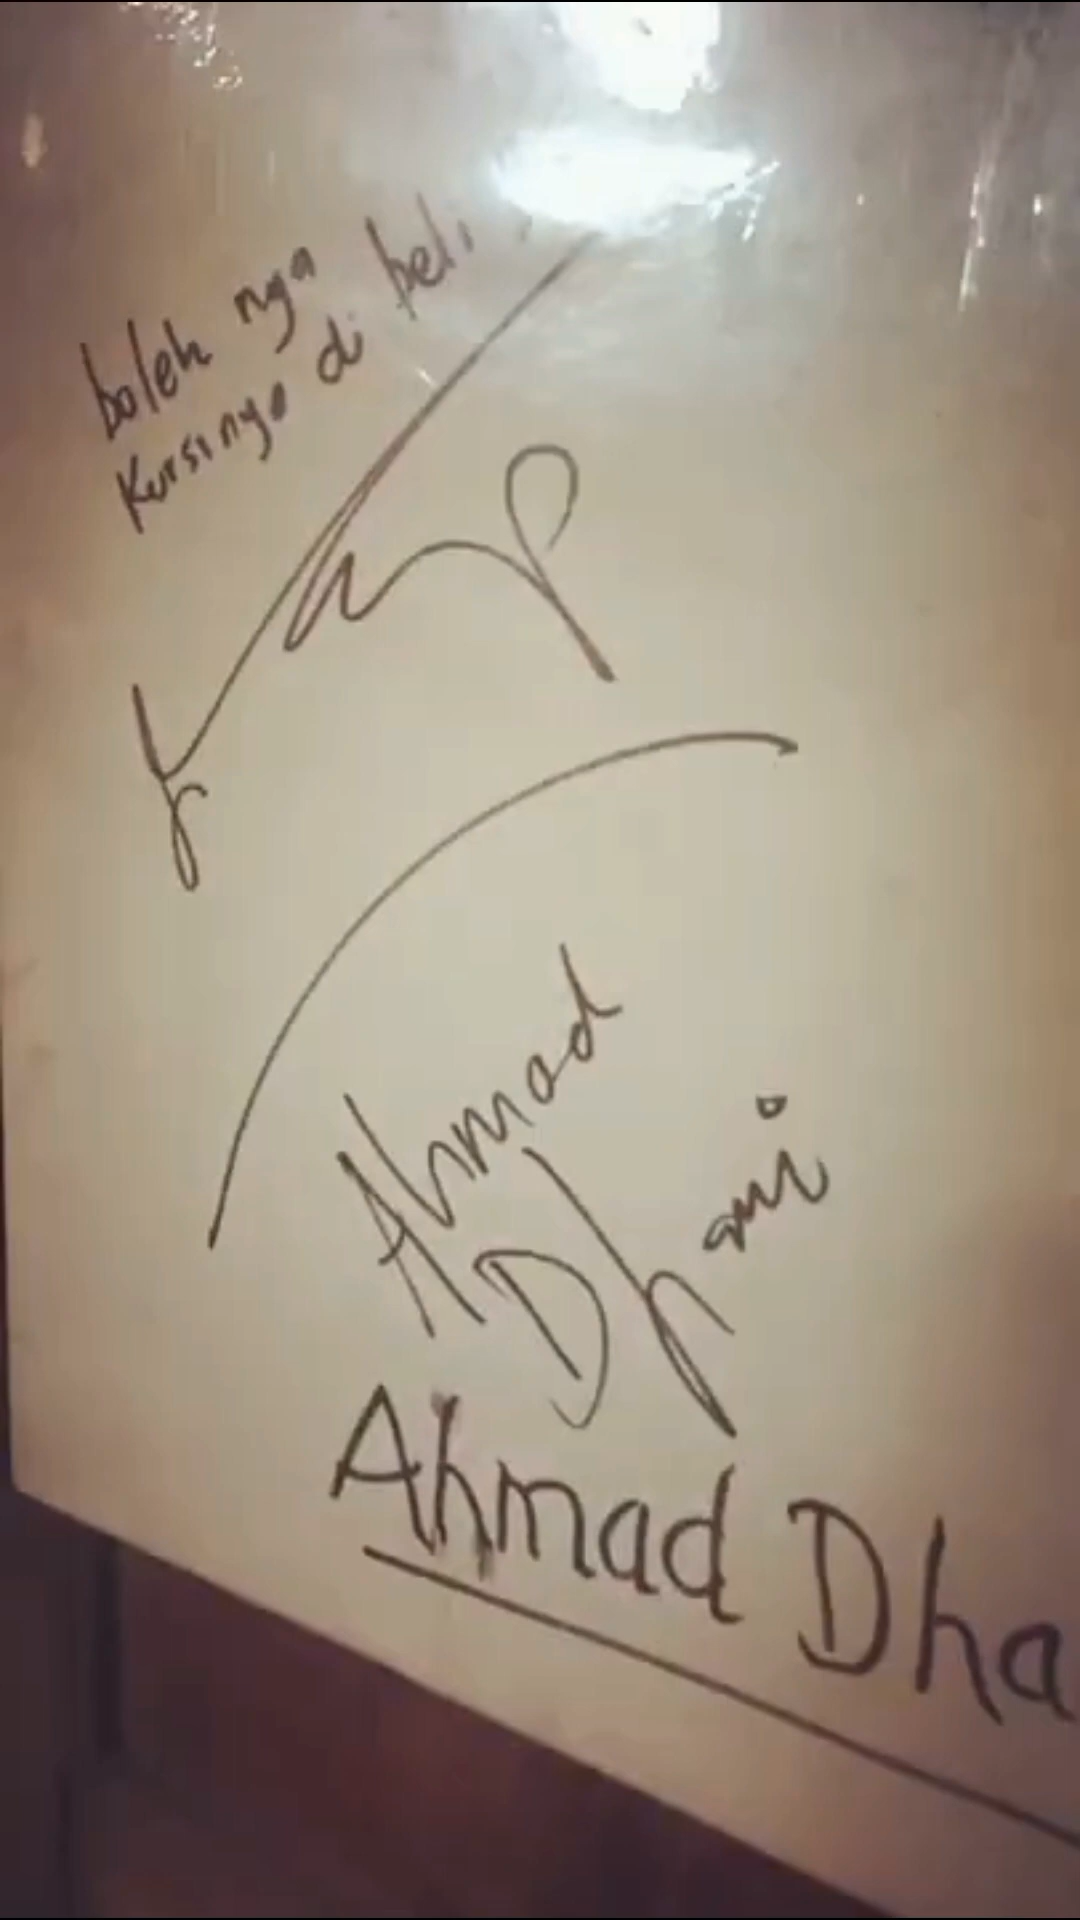 boleh nga
kursinya di beli
Ahmad
Dhani
Ahmad Dha